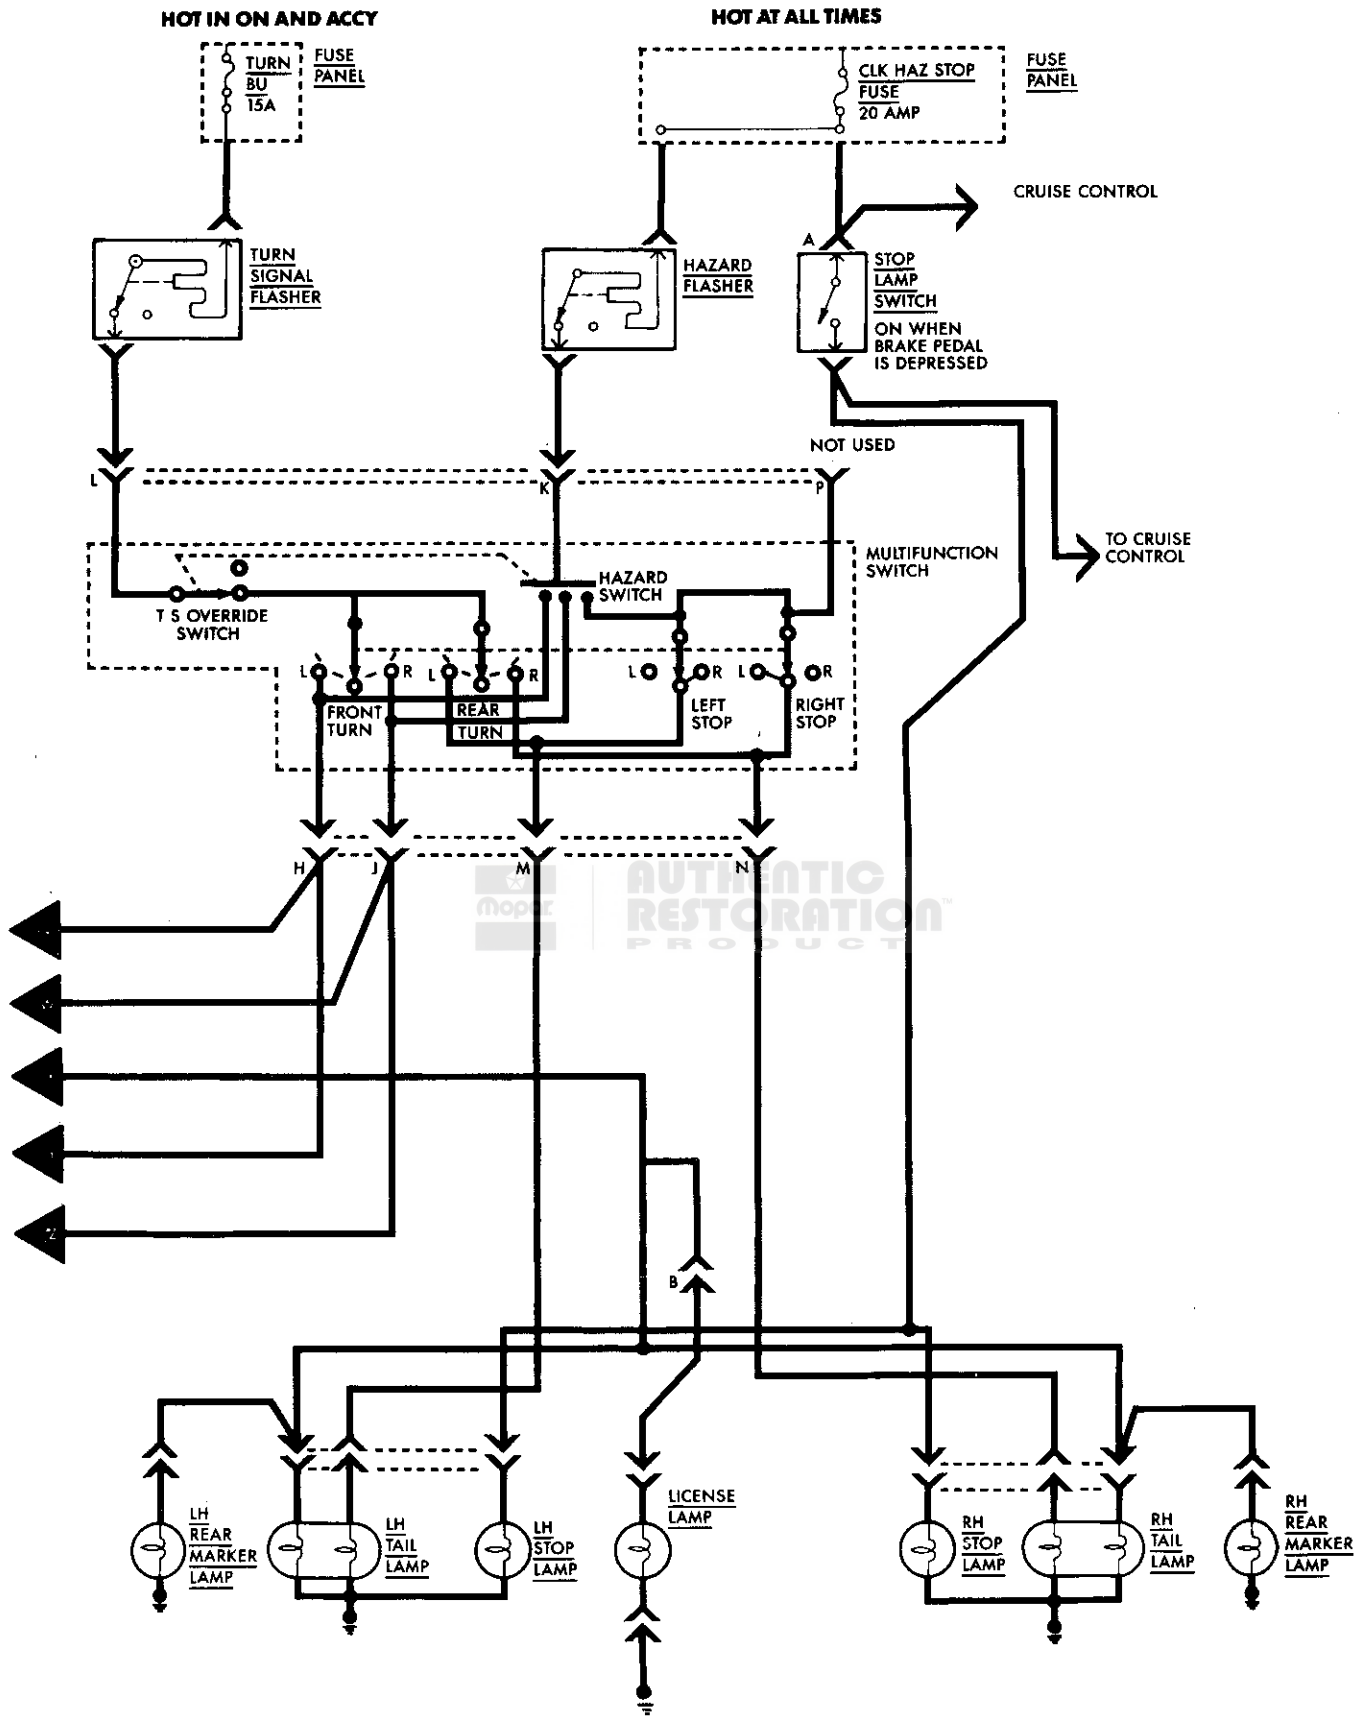 HOT IN ON AND ACCY
HOT AT ALL TIMES
TURN
BU
15A
FUSE
PANEL
CLK HAZ STOP
FUSE
20 AMP
FUSE
PANEL
CRUISE CONTROL
TURN
SIGNAL
FLASHER
HAZARD
FLASHER
A
STOP
LAMP
SWITCH
ON WHEN
BRAKE PEDAL
IS DEPRESSED
NOT USED
L
K
P
TO CRUISE
CONTROL
MULTIFUNCTION
SWITCH
HAZARD
SWITCH
T S OVERRIDE
SWITCH
L
R
L
R
L
R
L
R
FRONT
TURN
REAR
TURN
LEFT
STOP
RIGHT
STOP
H
J
M
N
Mopar
AUTHENTIC
RESTORATION™
PRODUCT
B
LH
REAR
MARKER
LAMP
LH
TAIL
LAMP
LH
STOP
LAMP
LICENSE
LAMP
RH
STOP
LAMP
RH
TAIL
LAMP
RH
REAR
MARKER
LAMP